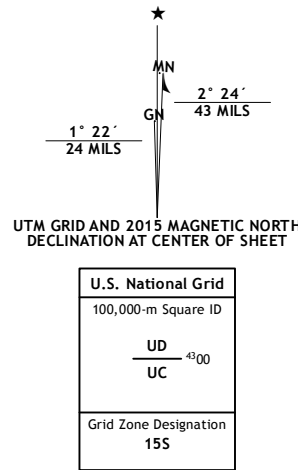 ★
MN
GN
2° 24´
43 MILS
1° 22´
24 MILS
UTM GRID AND 2015 MAGNETIC NORTH
DECLINATION AT CENTER OF SHEET
U.S. National Grid
100,000-m Square ID
UD
4300
UC
Grid Zone Designation
15S